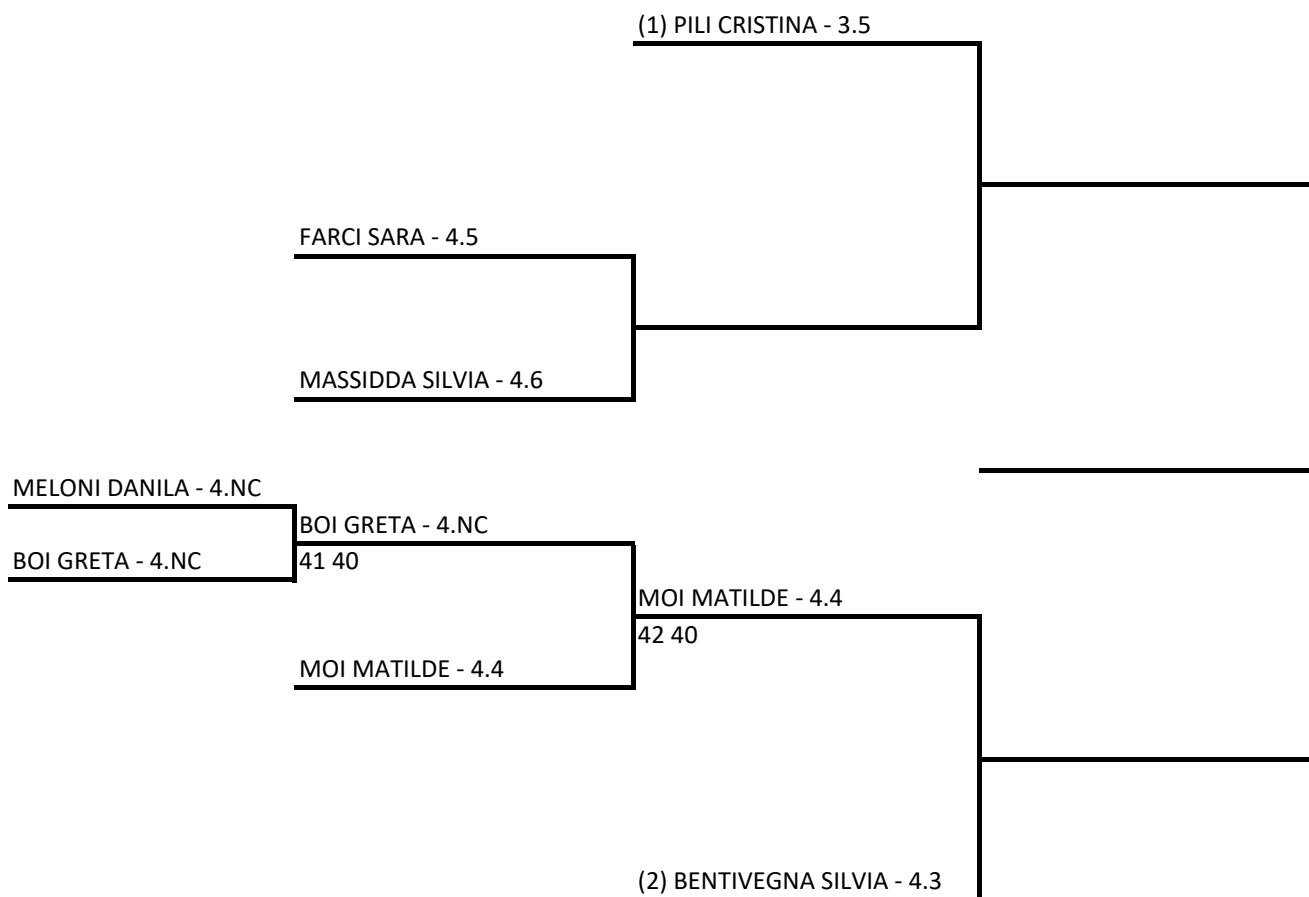 (1) PILI CRISTINA - 3.5
FARCI SARA - 4.5
MASSIDDA SILVIA - 4.6
MELONI DANILA - 4.NC
BOI GRETA - 4.NC
BOI GRETA - 4.NC
41 40
MOI MATILDE - 4.4
42 40
MOI MATILDE - 4.4
(2) BENTIVEGNA SILVIA - 4.3